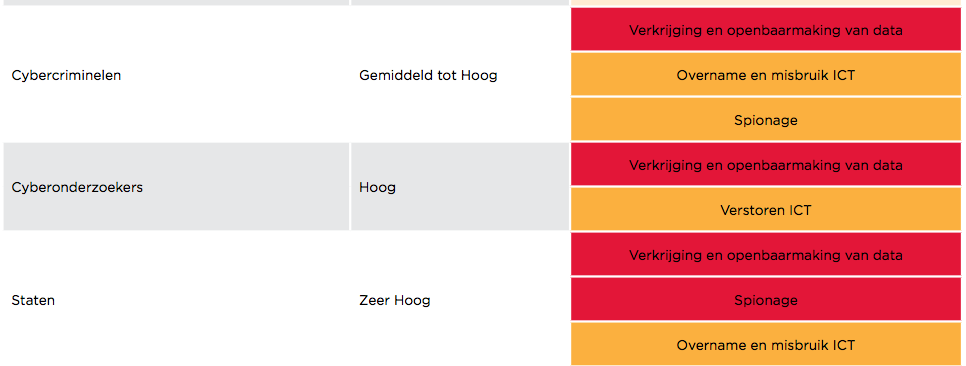 Verkrijging en openbaarmaking van data
Cybercriminelen Gemiddeld tot Hoog Overname en misbruik ICT
Spionage
Verkrijging en openbaarmaking van data
Cyberonderzoekers Hoog
Verstoren ICT
Verkrijging en openbaarmaking van data
Staten Zeer Hoog Spionage
Overname en misbruik ICT